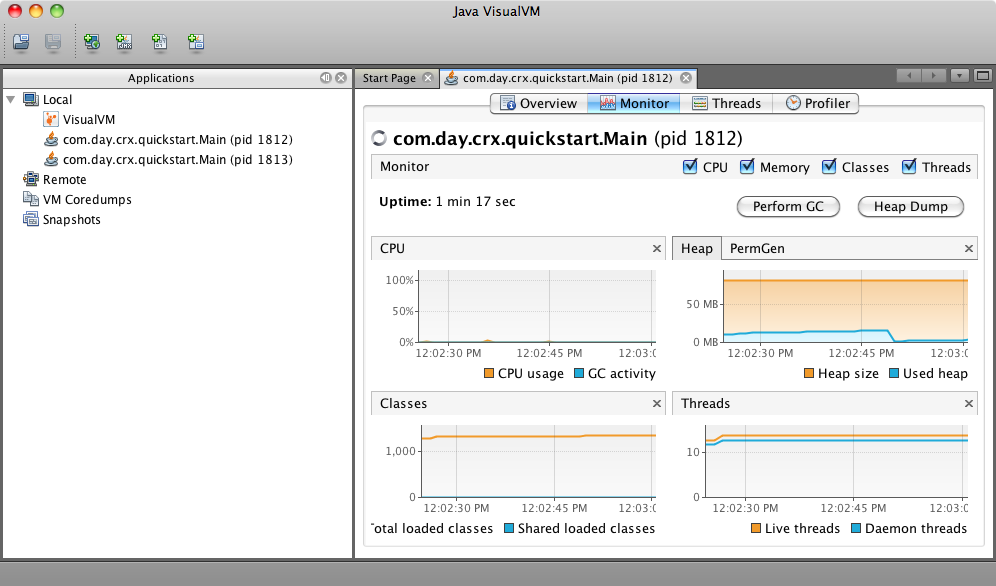 Java VisualVM
Applications
Local
VisualVM
com.day.crx.quickstart.Main (pid 1812)
com.day.crx.quickstart.Main (pid 1813)
Remote
VM Coredumps
Snapshots
Start Page
com.day.crx.quickstart.Main (pid 1812)
Overview Monitor Threads Profiler
com.day.crx.quickstart.Main (pid 1812)
Monitor CPU Memory Classes Threads
Uptime: 1 min 17 sec
Perform GC Heap Dump
CPU
100%
50%
0%
12:02:30 PM 12:02:45 PM 12:03:0
CPU usage GC activity
Heap PermGen
50 MB
0 MB
12:02:30 PM 12:02:45 PM 12:03:0
Heap size Used heap
Classes
1,000
0
12:02:30 PM 12:02:45 PM 12:03:0
otal loaded classes Shared loaded classes
Threads
10
0
12:02:30 PM 12:02:45 PM 12:03:0
Live threads Daemon threads